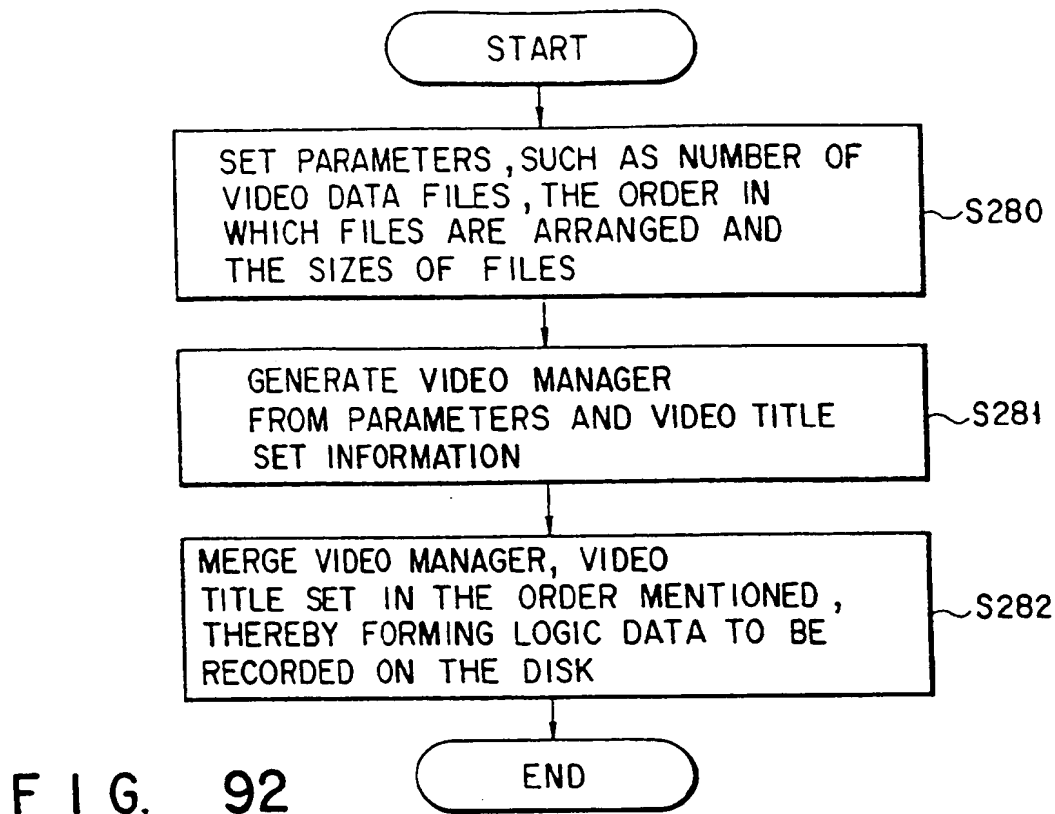 START
SET PARAMETERS, SUCH AS NUMBER OF
VIDEO DATA FILES, THE ORDER IN
WHICH FILES ARE ARRANGED AND
THE SIZES OF FILES
S280
GENERATE VIDEO MANAGER
FROM PARAMETERS AND VIDEO TITLE
SET INFORMATION
S281
MERGE VIDEO MANAGER, VIDEO
TITLE SET IN THE ORDER MENTIONED,
THEREBY FORMING LOGIC DATA TO BE
RECORDED ON THE DISK
S282
END
FIG. 92